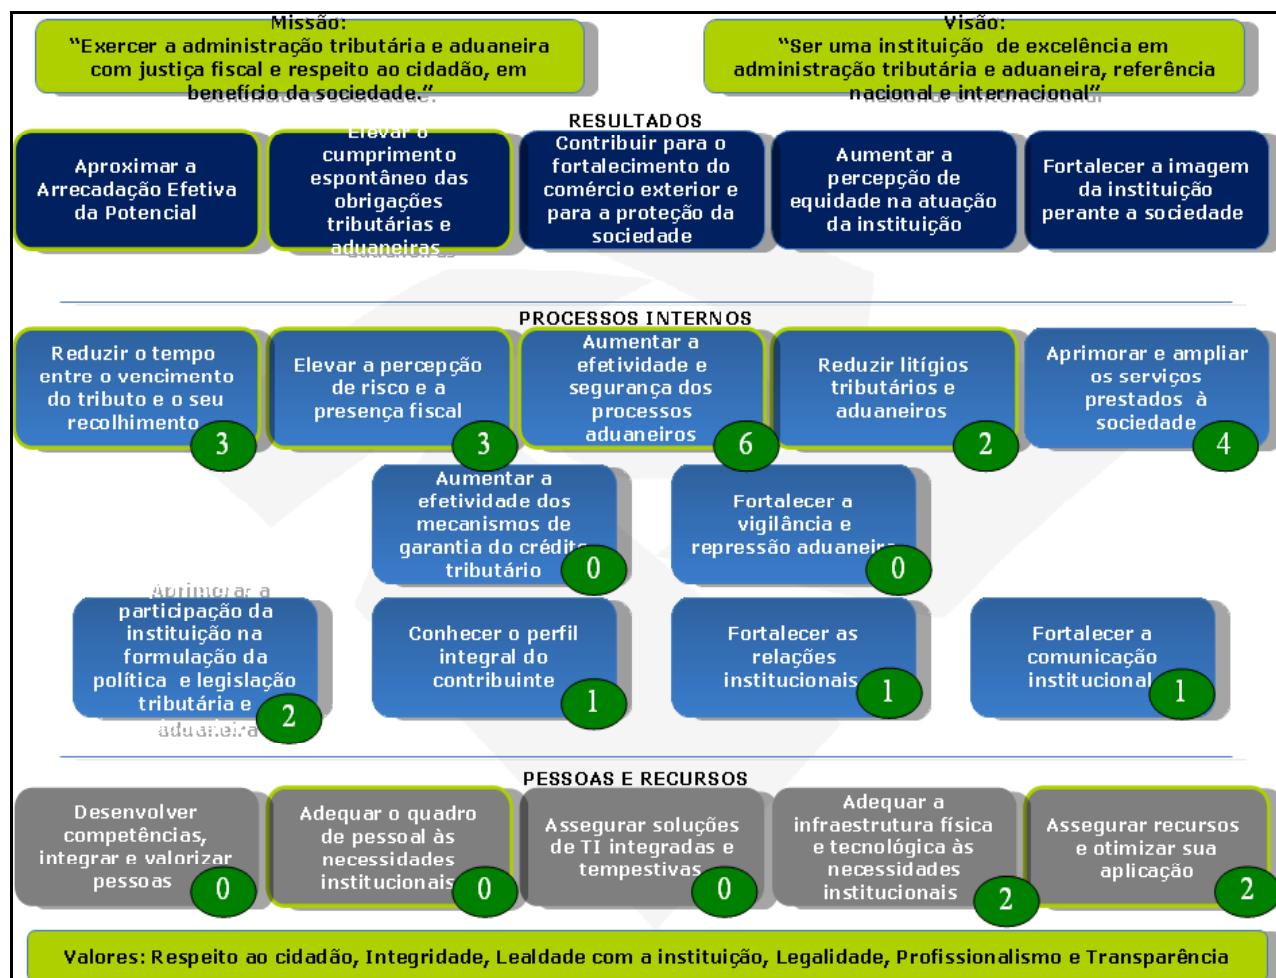 Missão:
“Exercer a administração tributária e aduaneira
com justiça fiscal e respeito ao cidadão, em
benefício da sociedade.”
Visão:
“Ser uma instituição de excelência em
administração tributária e aduaneira, referência
nacional e internacional”
RESULTADOS
Aproximar a
Arrecadação Efetiva
da Potencial
Elevar o
cumprimento
espontâneo das
obrigações
tributárias e
aduaneiras
Contribuir para o
fortalecimento do
comércio exterior e
para a proteção da
sociedade
Aumentar a
percepção de
equidade na atuação
da instituição
Fortalecer a imagem
da instituição
perante a sociedade
PROCESSOS INTERNOS
Reduzir o tempo
entre o vencimento
do tributo e o seu
recolhimento
3
Elevar a percepção
de risco e a
presença fiscal
3
Aumentar a
efetividade e
segurança dos
processos
aduaneiros
6
Reduzir litígios
tributários e
aduaneiros
2
Aprimorar e ampliar
os serviços
prestados à
sociedade
4
Aumentar a
efetividade dos
mecanismos de
garantia do crédito
tributário
0
Fortalecer a
vigilância e
repressão aduaneira
0
Aprimorar a
participação da
instituição na
formulação da
política e legislação
tributária e
aduaneira
2
Conhecer o perfil
integral do
contribuinte
1
Fortalecer as
relações
institucionais
1
Fortalecer a
comunicação
institucional
1
PESSOAS E RECURSOS
Desenvolver
competências,
integrar e valorizar
pessoas
0
Adequar o quadro
de pessoal às
necessidades
institucionais
0
Assegurar soluções
de TI integradas e
tempestivas
0
Adequar a
infraestrutura física
e tecnológica às
necessidades
institucionais
2
Assegurar recursos
e otimizar sua
aplicação
2
Valores: Respeito ao cidadão, Integridade, Lealdade com a instituição, Legalidade, Profissionalismo e Transparência